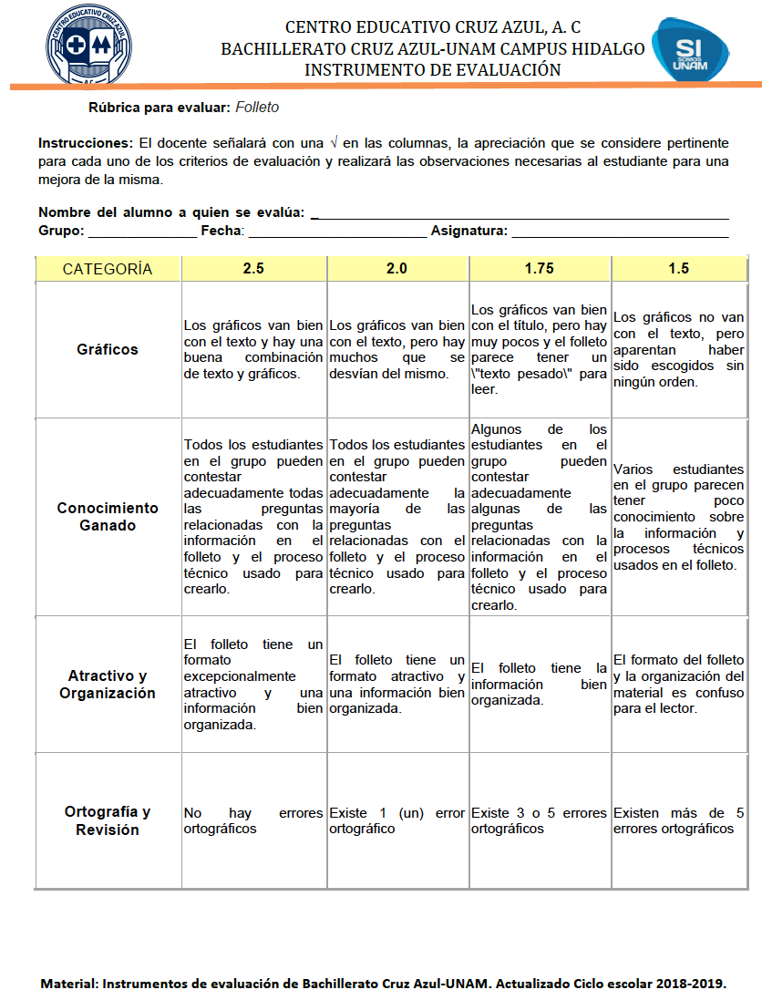 CENTRO EDUCATIVO CRUZ AZUL
A.C
CENTRO EDUCATIVO CRUZ AZUL, A. C
BACHILLERATO CRUZ AZUL-UNAM CAMPUS HIDALGO
INSTRUMENTO DE EVALUACIÓN
SI
SOMOS
UNAM
Rúbrica para evaluar: Folleto
Instrucciones: El docente señalará con una √ en las columnas, la apreciación que se considere pertinente
para cada uno de los criterios de evaluación y realizará las observaciones necesarias al estudiante para una
mejora de la misma.
Nombre del alumno a quien se evalúa: _______________
Grupo: ______________ Fecha: _______________________ Asignatura: ____________________________
CATEGORÍA
2.5
2.0
1.75
1.5
Gráficos
Los gráficos van bien
con el texto y hay una
buena combinación
de texto y gráficos.
Los gráficos van bien
con el texto, pero hay
muchos que se
desvían del mismo.
Los gráficos van bien
con el título, pero hay
muy pocos y el folleto
parece tener un
\"texto pesado\" para
leer.
Los gráficos no van
con el texto, pero
aparentan haber
sido escogidos sin
ningún orden.
Conocimiento
Ganado
Todos los estudiantes
en el grupo pueden
contestar
adecuadamente todas
las preguntas
relacionadas con la
información en el
folleto y el proceso
técnico usado para
crearlo.
Todos los estudiantes
en el grupo pueden
contestar
adecuadamente la
mayoría de las
preguntas
relacionadas con el
folleto y el proceso
técnico usado para
crearlo.
Algunos de los
estudiantes en el
grupo pueden
contestar
adecuadamente
algunas de las
preguntas
relacionadas con la
información en el
folleto y el proceso
técnico usado para
crearlo.
Varios estudiantes
en el grupo parecen
tener poco
conocimiento sobre
la información y
procesos técnicos
usados en el folleto.
Atractivo y
Organización
El folleto tiene un
formato
excepcionalmente
atractivo y una
información bien
organizada.
El folleto tiene un
formato atractivo y
una información bien
organizada.
El folleto tiene la
información bien
organizada.
El formato del folleto
y la organización del
material es confuso
para el lector.
Ortografía y
Revisión
No hay errores
ortográficos
Existe 1 (un) error
ortográfico
Existe 3 o 5 errores
ortográficos
Existen más de 5
errores ortográficos
Material: Instrumentos de evaluación de Bachillerato Cruz Azul-UNAM. Actualizado Ciclo escolar 2018-2019.